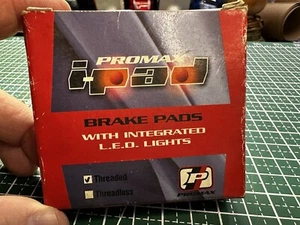 PROMAX
i-pad
BRAKE PADS
WITH INTEGRATED
L.E.D. LIGHTS
Threaded
Threadless
PROMAX